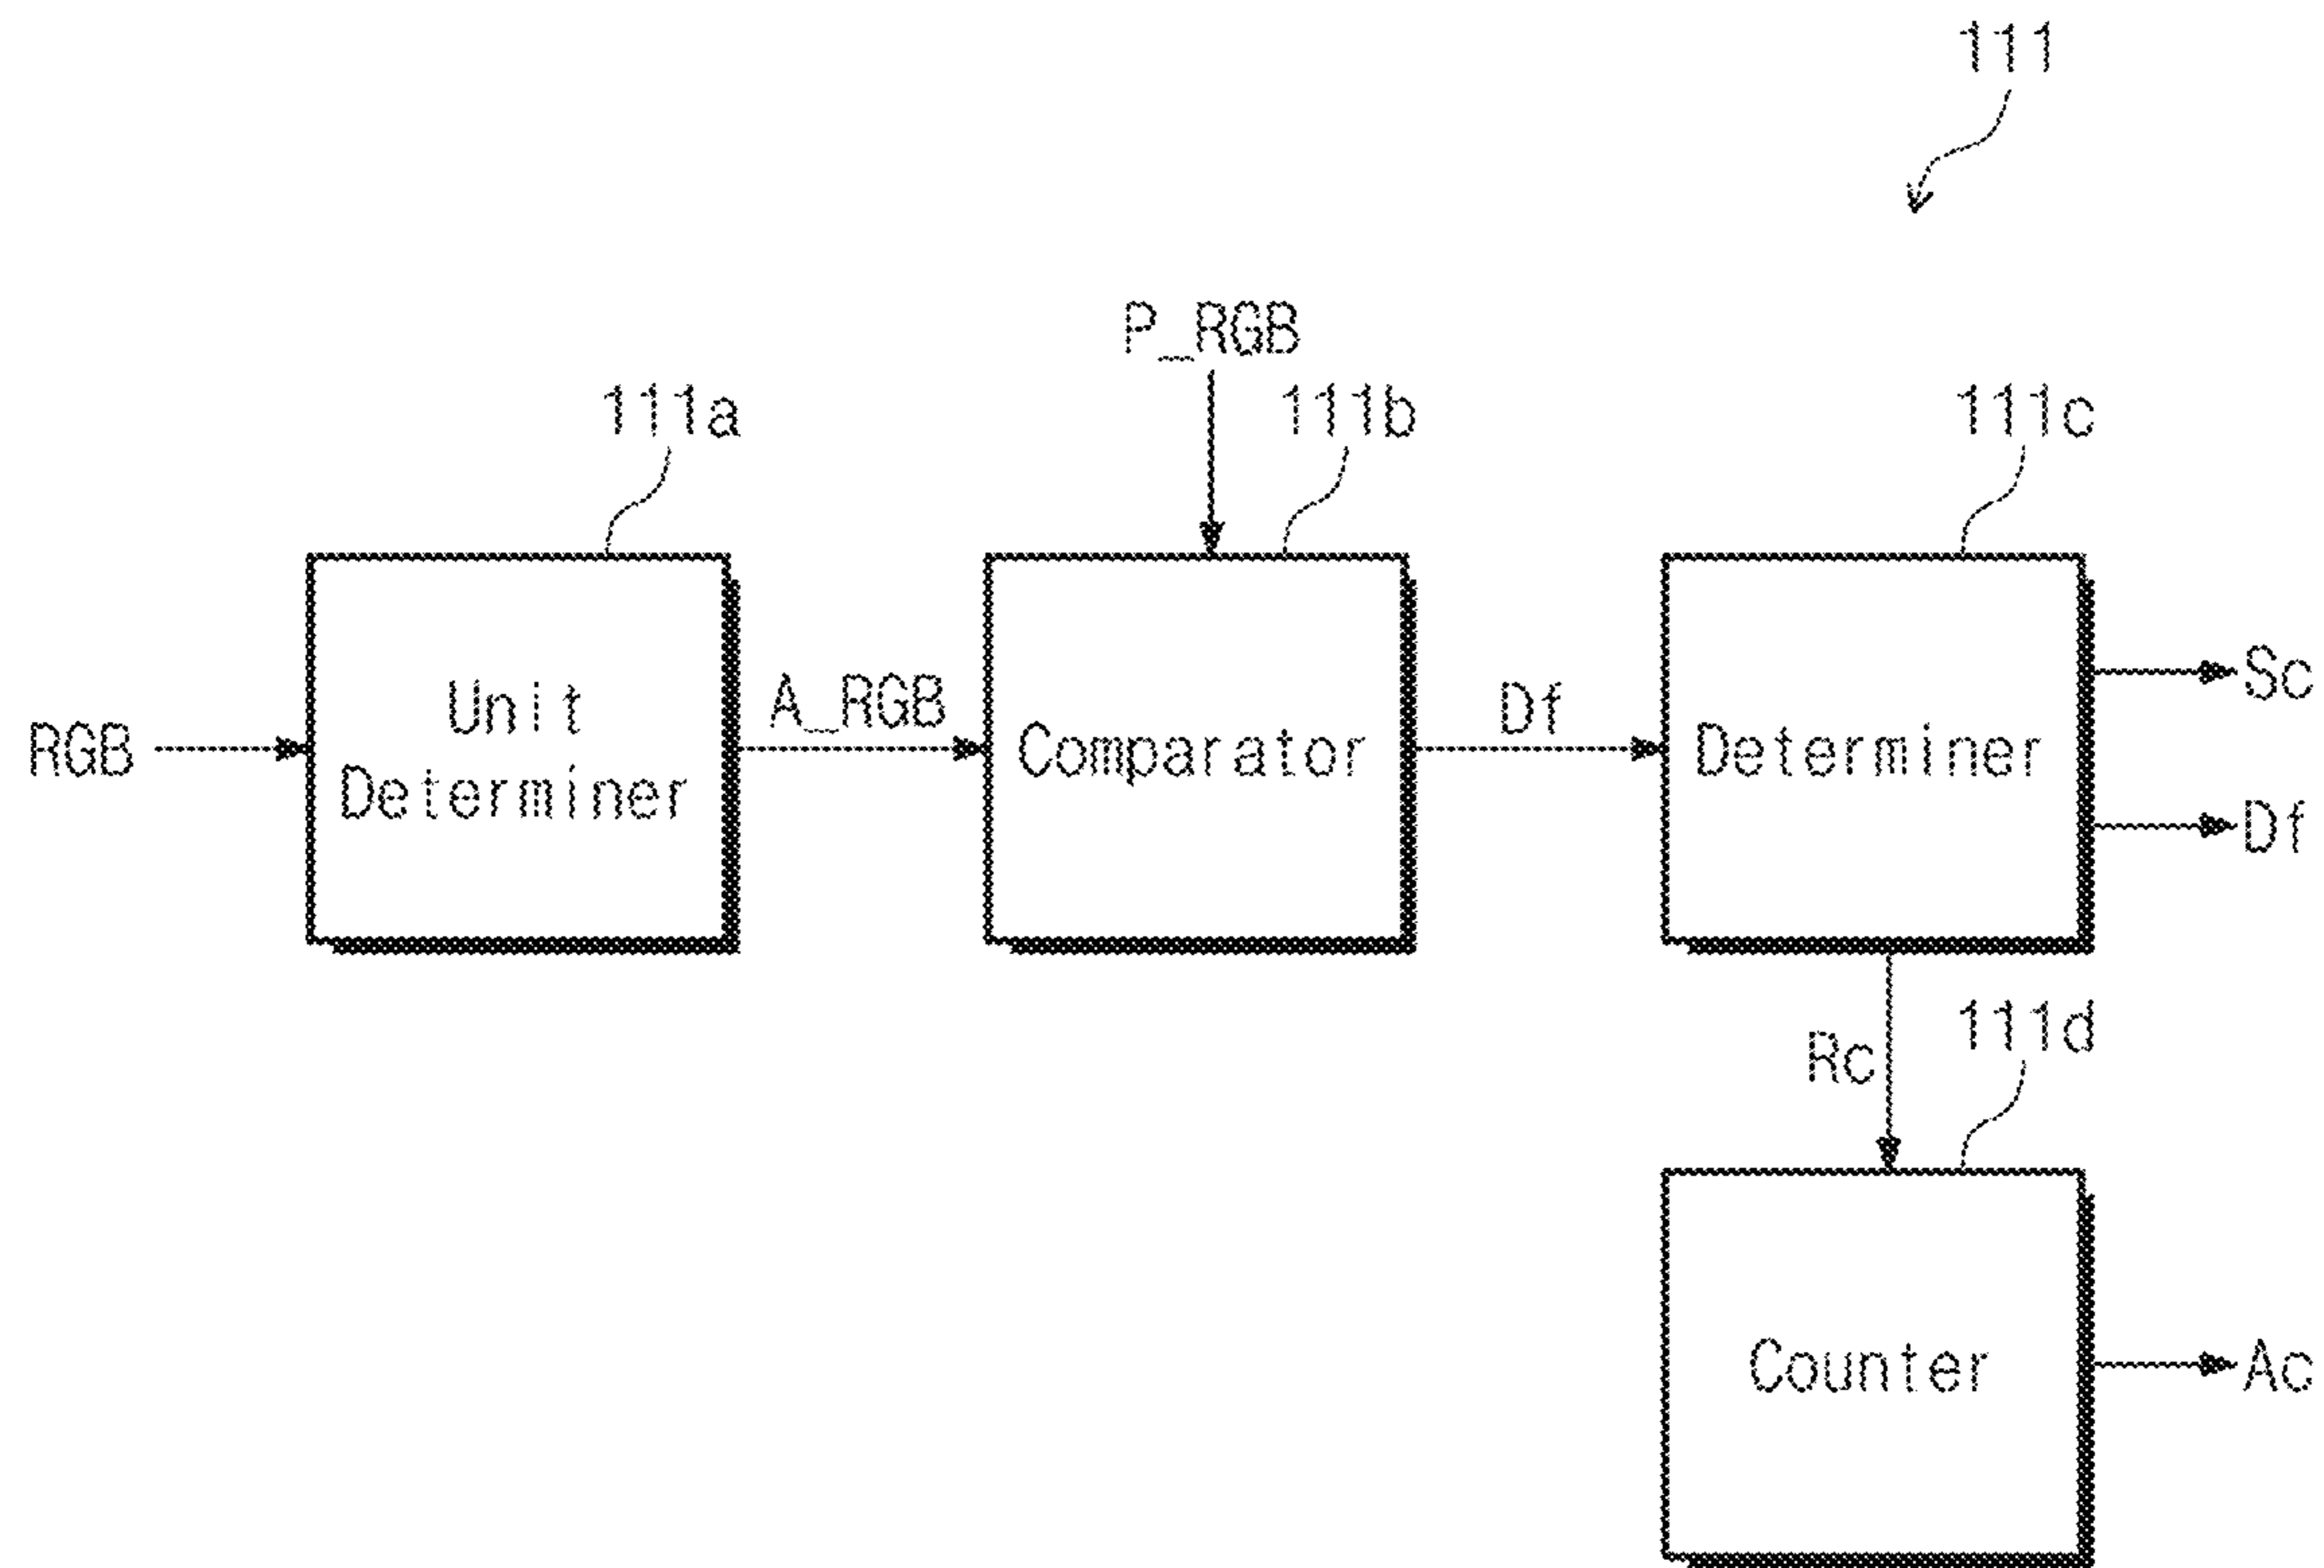 111
P_RGB
111a
111b
111c
RGB
Unit
Determiner
A_RGB
Comparator
Df
Determiner
Sc
Df
Rc
111d
Counter
Ac